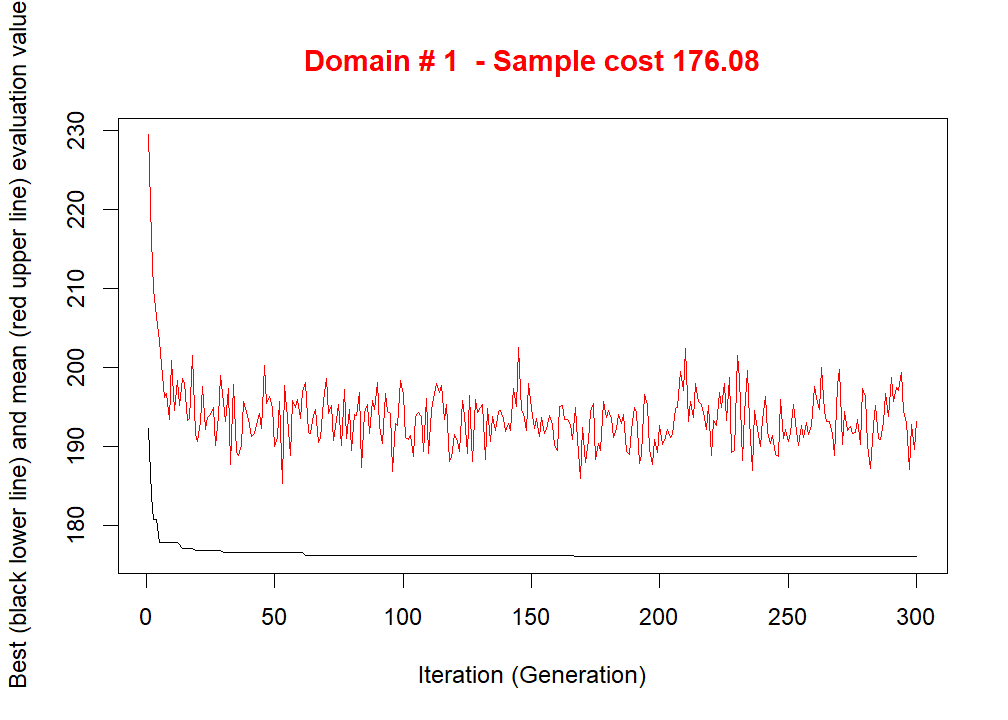 Domain # 1  - Sample cost 176.08
Best (black lower line) and mean (red upper line) evaluation value
230
220
210
200
190
180
0 50 100 150 200 250 300
Iteration (Generation)